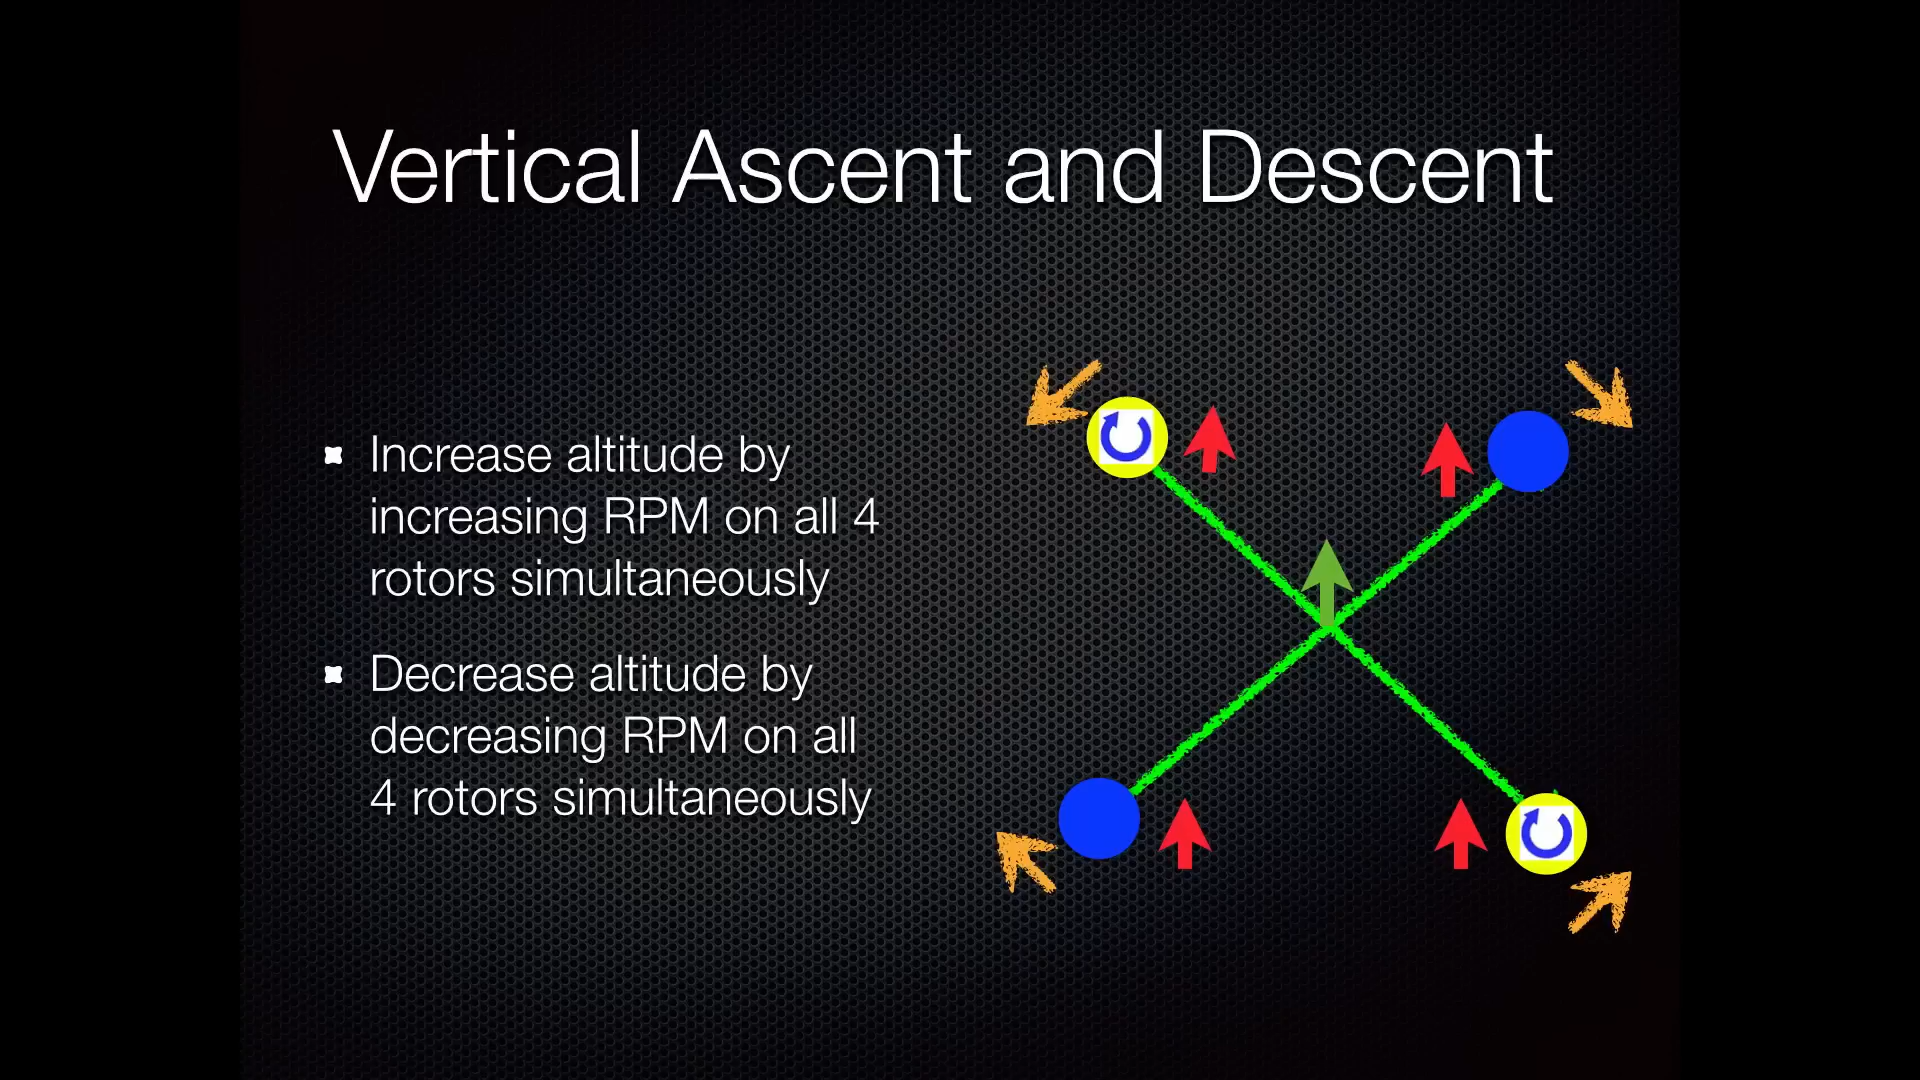 Vertical Ascent and Descent
Increase altitude by
increasing RPM on all 4
rotors simultaneously
Decrease altitude by
decreasing RPM on all
4 rotors simultaneously